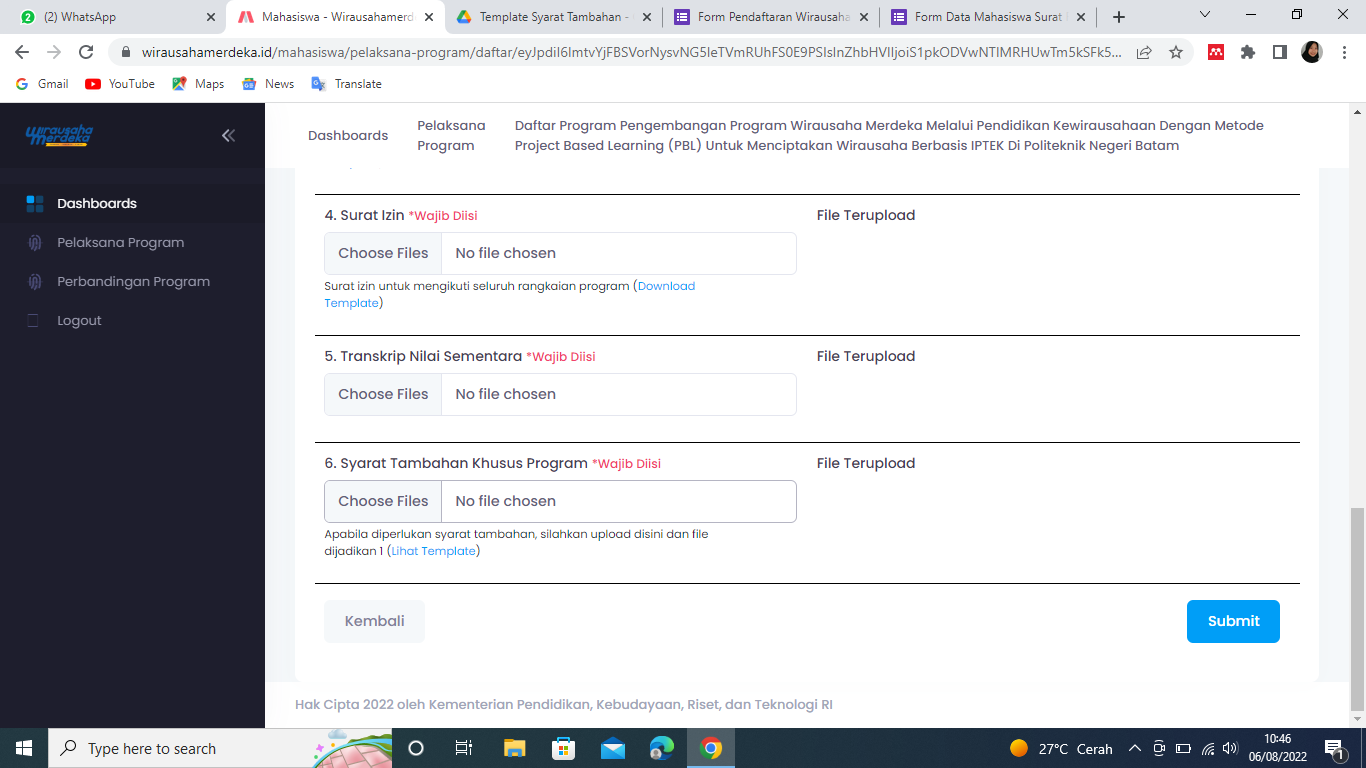 (2) WhatsApp
Mahasiswa - Wirausahamerd
Template Syarat Tambahan -
Form Pendaftaran Wirausaha
Form Data Mahasiswa Surat
Gmail
YouTube
Maps
News
Translate
wirausaha merdeka
Dashboards
Pelaksana Program
Perbandingan Program
Logout
Dashboards
Pelaksana
Program
Daftar Program Pengembangan Program Wirausaha Merdeka Melalui Pendidikan Kewirausahaan Dengan Metode
Project Based Learning (PBL) Untuk Menciptakan Wirausaha Berbasis IPTEK Di Politeknik Negeri Batam
4. Surat Izin *Wajib Diisi
File Terupload
Choose Files No file chosen
Surat izin untuk mengikuti seluruh rangkaian program (Download
Template)
5. Transkrip Nilai Sementara *Wajib Diisi
File Terupload
Choose Files No file chosen
6. Syarat Tambahan Khusus Program *Wajib Diisi
File Terupload
Choose Files No file chosen
Apabila diperlukan syarat tambahan, silahkan upload disini dan file
dijadikan 1 (Lihat Template)
Kembali
Submit
Hak Cipta 2022 oleh Kementerian Pendidikan, Kebudayaan, Riset, dan Teknologi RI
Type here to search
27°C Cerah
10:46
06/08/2022
1